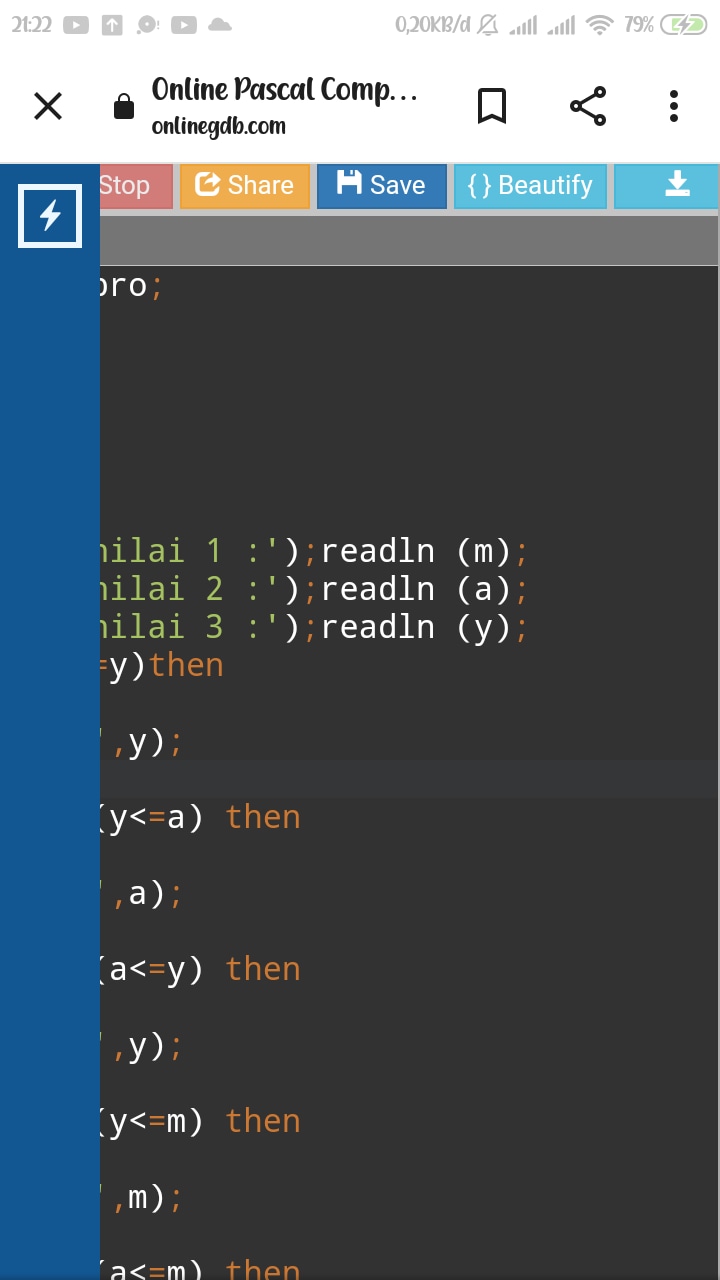 21:22 0,20KB/d 79%
Online Pascal Comp...
onlinegdb.com
Stop Share Save {} Beautify
pro;
nilai 1 :');readln (m);
nilai 2 :');readln (a);
nilai 3 :');readln (y);
=y)then
',y);
(y<=a) then
',a);
(a<=y) then
',y);
(y<=m) then
',m);
(a<=m) then